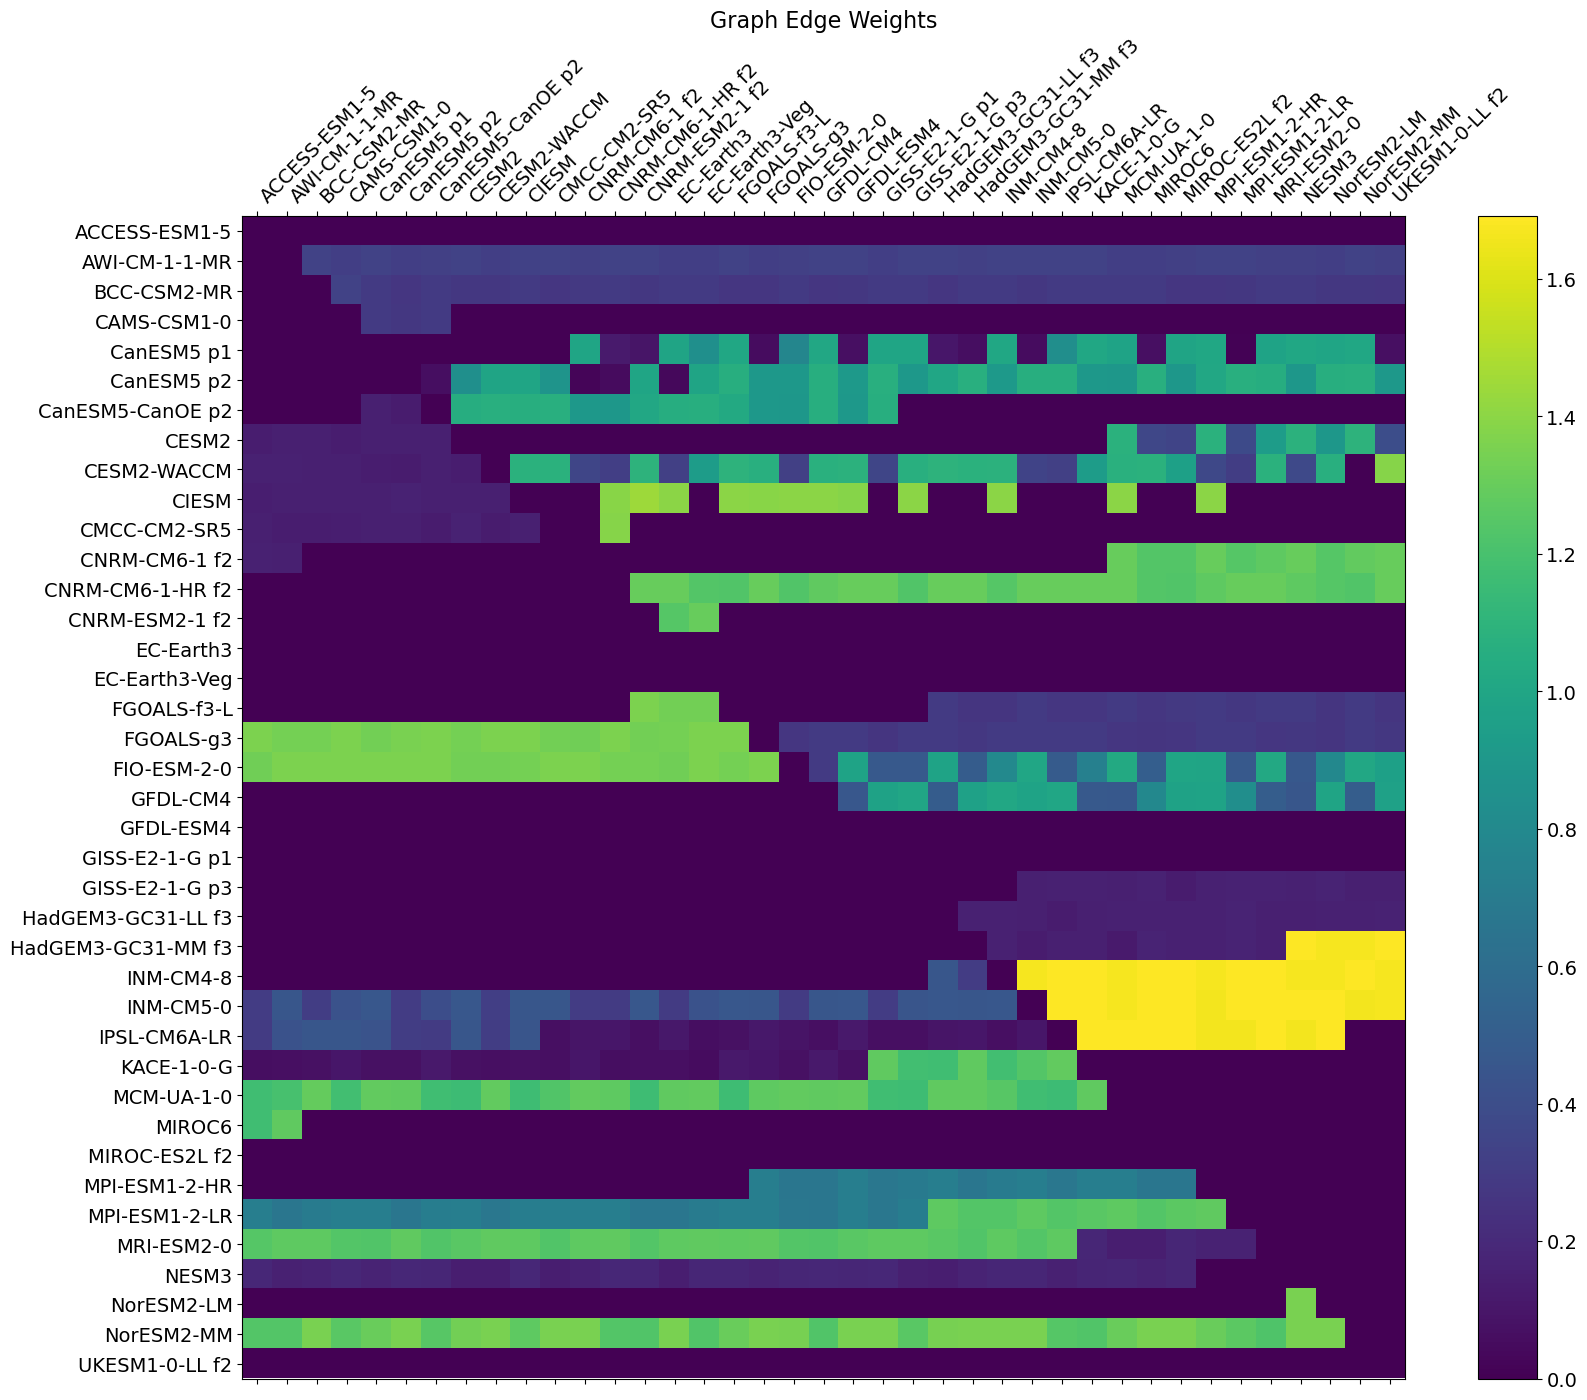 Graph Edge Weights
ACCESS-ESM1-5
AWI-CM-1-1-MR
BCC-CSM2-MR
CAMS-CSM1-0
CanESM5 p1
CanESM5 p2
CanESM5-CanOE p2
CESM2
CESM2-WACCM
CIESM
CMCC-CM2-SR5
CNRM-CM6-1 f2
CNRM-CM6-1-HR f2
CNRM-ESM2-1 f2
EC-Earth3
EC-Earth3-Veg
FGOALS-f3-L
FGOALS-g3
FIO-ESM-2-0
GFDL-CM4
GFDL-ESM4
GISS-E2-1-G p1
GISS-E2-1-G p3
HadGEM3-GC31-LL f3
HadGEM3-GC31-MM f3
INM-CM4-8
INM-CM5-0
IPSL-CM6A-LR
KACE-1-0-G
MCM-UA-1-0
MIROC6
MIROC-ES2L f2
MPI-ESM1-2-HR
MPI-ESM1-2-LR
MRI-ESM2-0
NESM3
NorESM2-LM
NorESM2-MM
UKESM1-0-LL f2
ACCESS-ESM1-5
AWI-CM-1-1-MR
BCC-CSM2-MR
CAMS-CSM1-0
CanESM5 p1
CanESM5 p2
CanESM5-CanOE p2
CESM2
CESM2-WACCM
CIESM
CMCC-CM2-SR5
CNRM-CM6-1 f2
CNRM-CM6-1-HR f2
CNRM-ESM2-1 f2
EC-Earth3
EC-Earth3-Veg
FGOALS-f3-L
FGOALS-g3
FIO-ESM-2-0
GFDL-CM4
GFDL-ESM4
GISS-E2-1-G p1
GISS-E2-1-G p3
HadGEM3-GC31-LL f3
HadGEM3-GC31-MM f3
INM-CM4-8
INM-CM5-0
IPSL-CM6A-LR
KACE-1-0-G
MCM-UA-1-0
MIROC6
MIROC-ES2L f2
MPI-ESM1-2-HR
MPI-ESM1-2-LR
MRI-ESM2-0
NESM3
NorESM2-LM
NorESM2-MM
UKESM1-0-LL f2
1.6
1.4
1.2
1.0
0.8
0.6
0.4
0.2
0.0